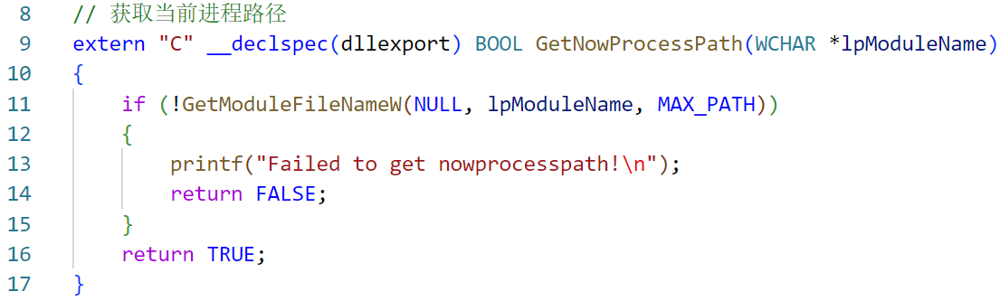 8 // 获取当前进程路径
9 extern "C" __declspec(dllexport) BOOL GetNowProcessPath(WCHAR *lpModuleName)
10 {
11 if (!GetModuleFileNameW(NULL, lpModuleName, MAX_PATH))
12 {
13 printf("Failed to get nowprocesspath!\n");
14 return FALSE;
15 }
16 return TRUE;
17 }